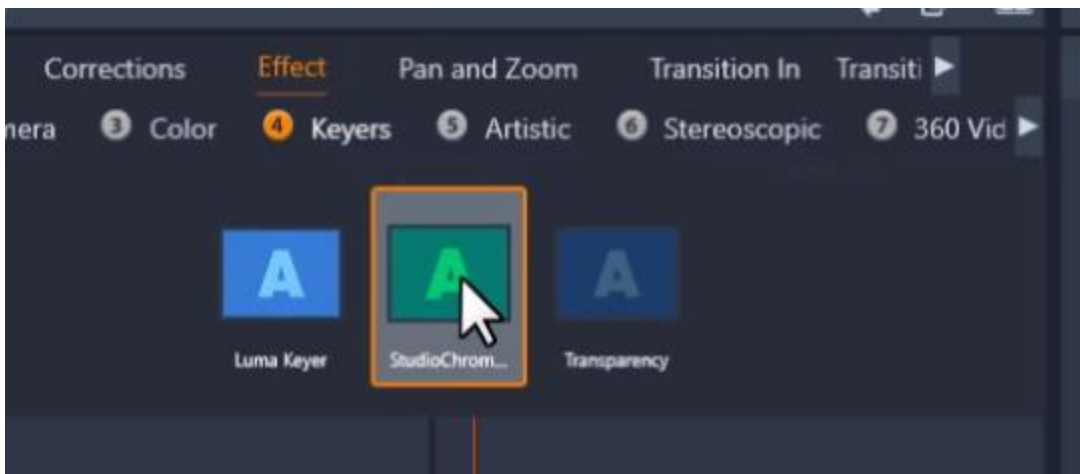 Corrections Effect Pan and Zoom Transition In Transiti
mera 3 Color 4 Keyers 5 Artistic 6 Stereoscopic 7 360 Vid
A A A
Luma Keyer StudioChrom... Transparency